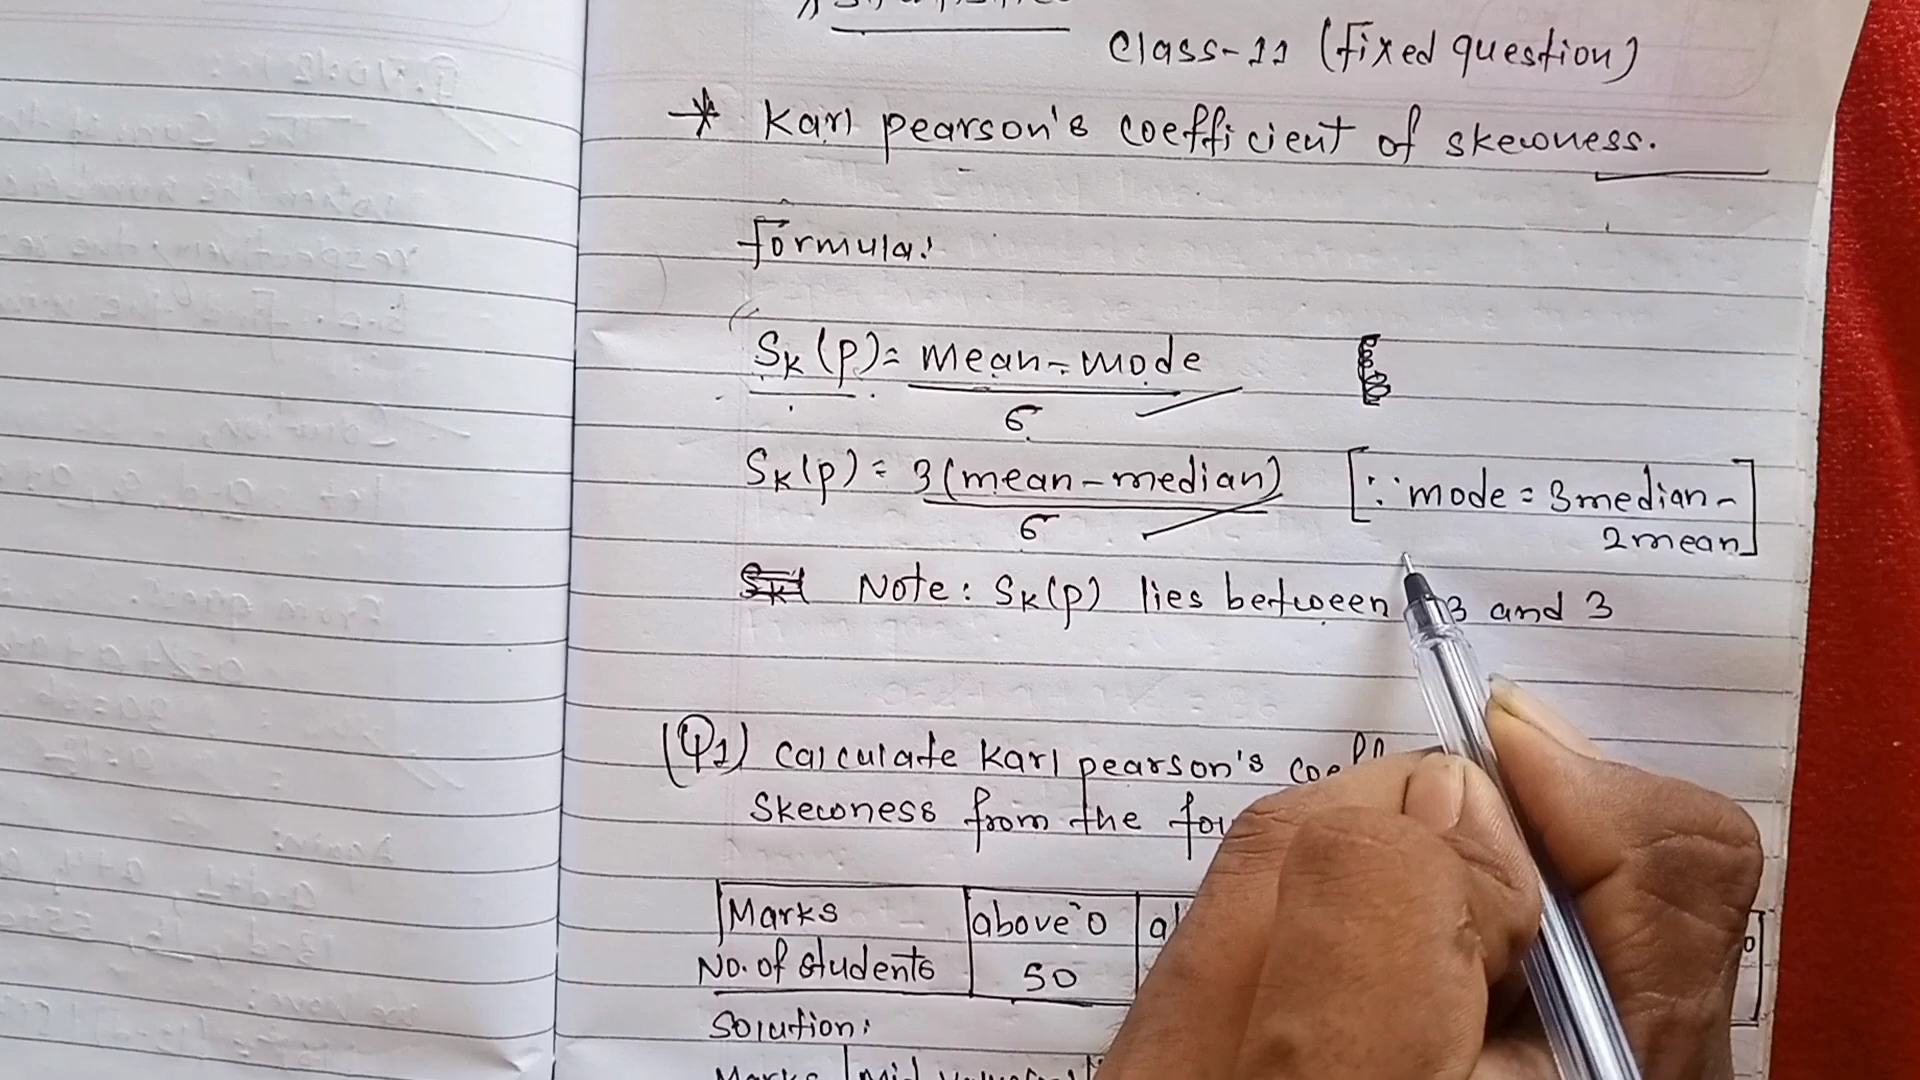 Class-11 (Fixed question)
* Karl pearson's coefficient of skewness.
Formula:
Sk(p) = mean - mode
σ
Sk(p) = 3(mean - median) [∵ mode = 3median -
σ 2mean]
Note: Sk(p) lies between -3 and 3
(Q1) Calculate Karl pearson's
Skewness from the
Marks above 0
No. of students 50
Solution:
Marks